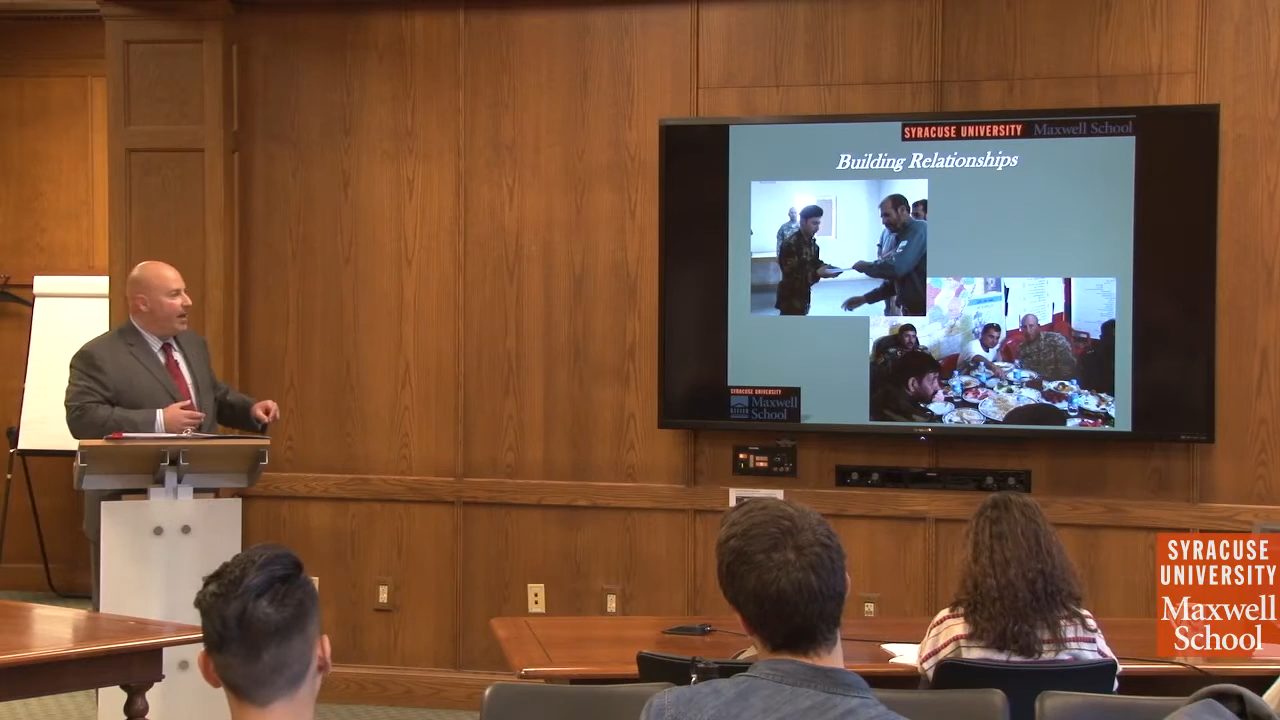 SYRACUSE UNIVERSITY Maxwell School
Building Relationships
SYRACUSE UNIVERSITY
Maxwell
School
SYRACUSE
UNIVERSITY
Maxwell
School